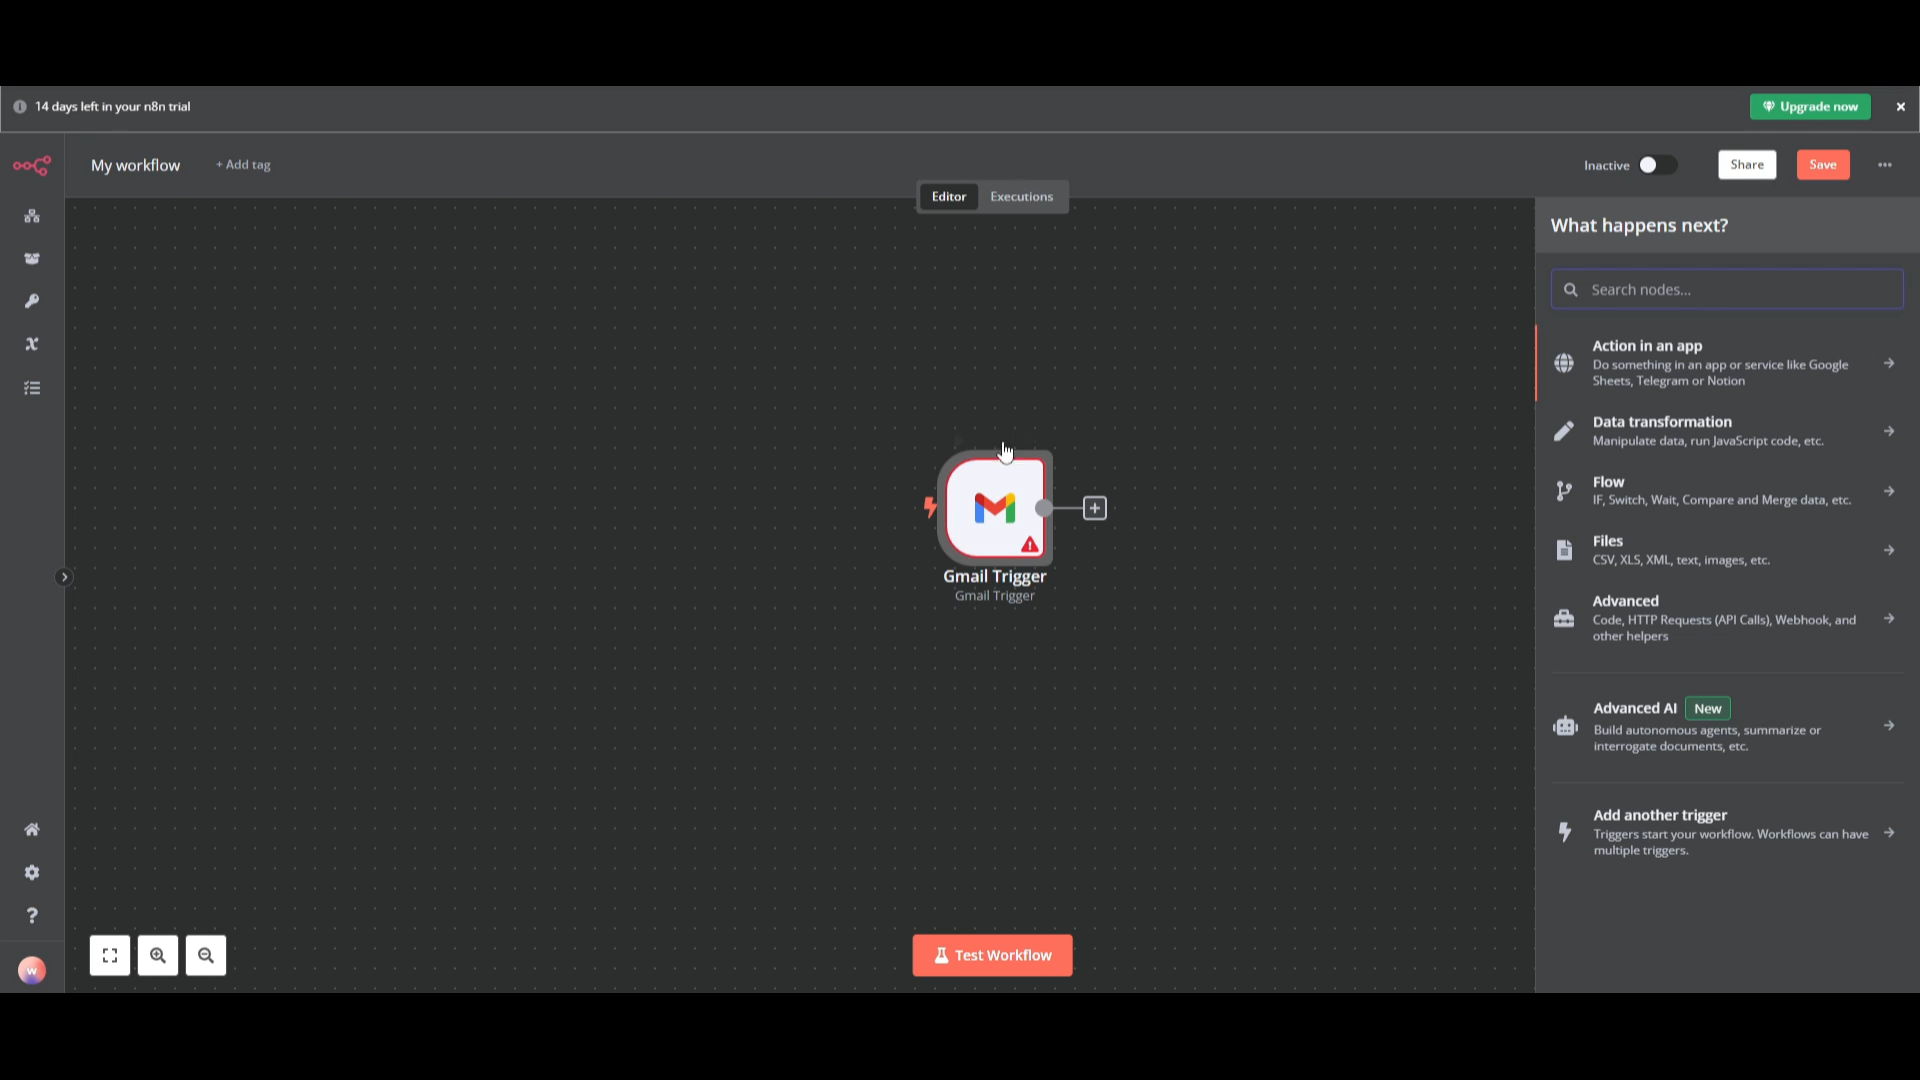 14 days left in your n8n trial
Upgrade now
My workflow
+ Add tag
Inactive
Share
Save
Editor
Executions
What happens next?
Search nodes...
Action in an app
Do something in an app or service like Google
Sheets, Telegram or Notion
Data transformation
Manipulate data, run JavaScript code, etc.
Flow
IF, Switch, Wait, Compare and Merge data, etc.
Files
CSV, XLS, XML, text, images, etc.
Advanced
Code, HTTP Requests (API Calls), Webhook, and
other helpers
Advanced AI New
Build autonomous agents, summarize or
interrogate documents, etc.
Add another trigger
Triggers start your workflow. Workflows can have
multiple triggers.
Gmail Trigger
Gmail Trigger
Test Workflow
w